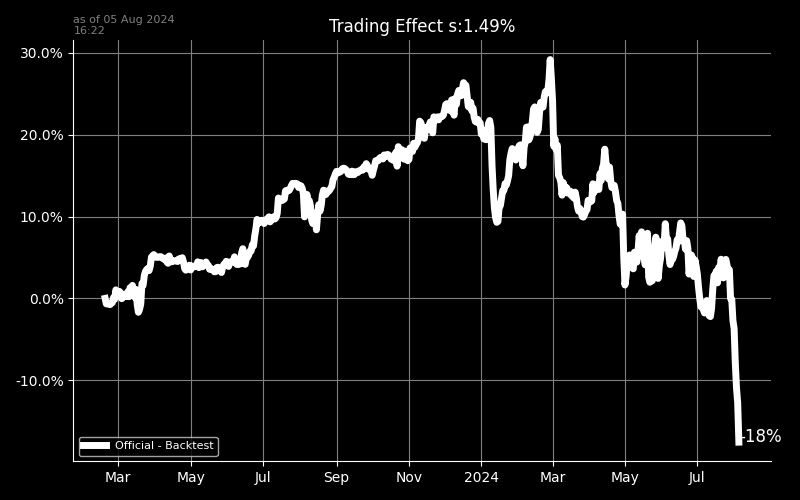 as of 05 Aug 2024
16:22
Trading Effect s:1.49%
30.0%
20.0%
10.0%
0.0%
-10.0%
-18%
Official - Backtest
Mar May Jul Sep Nov 2024 Mar May Jul